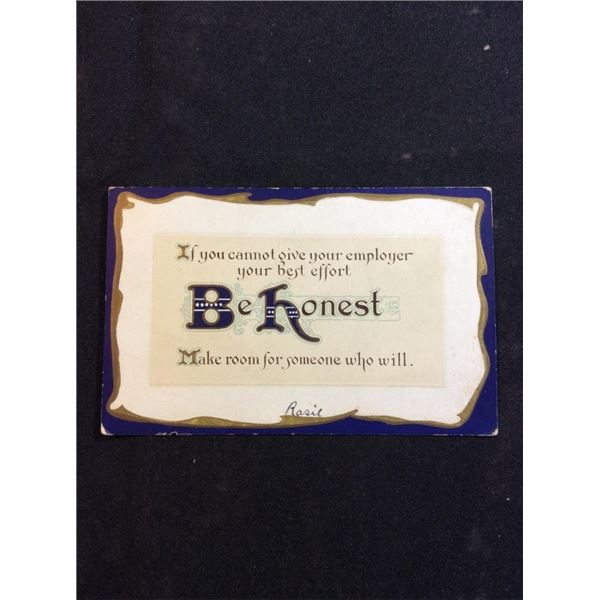 If you cannot give your employer
your best effort
Be Honest
Make room for someone who will.
Rosie